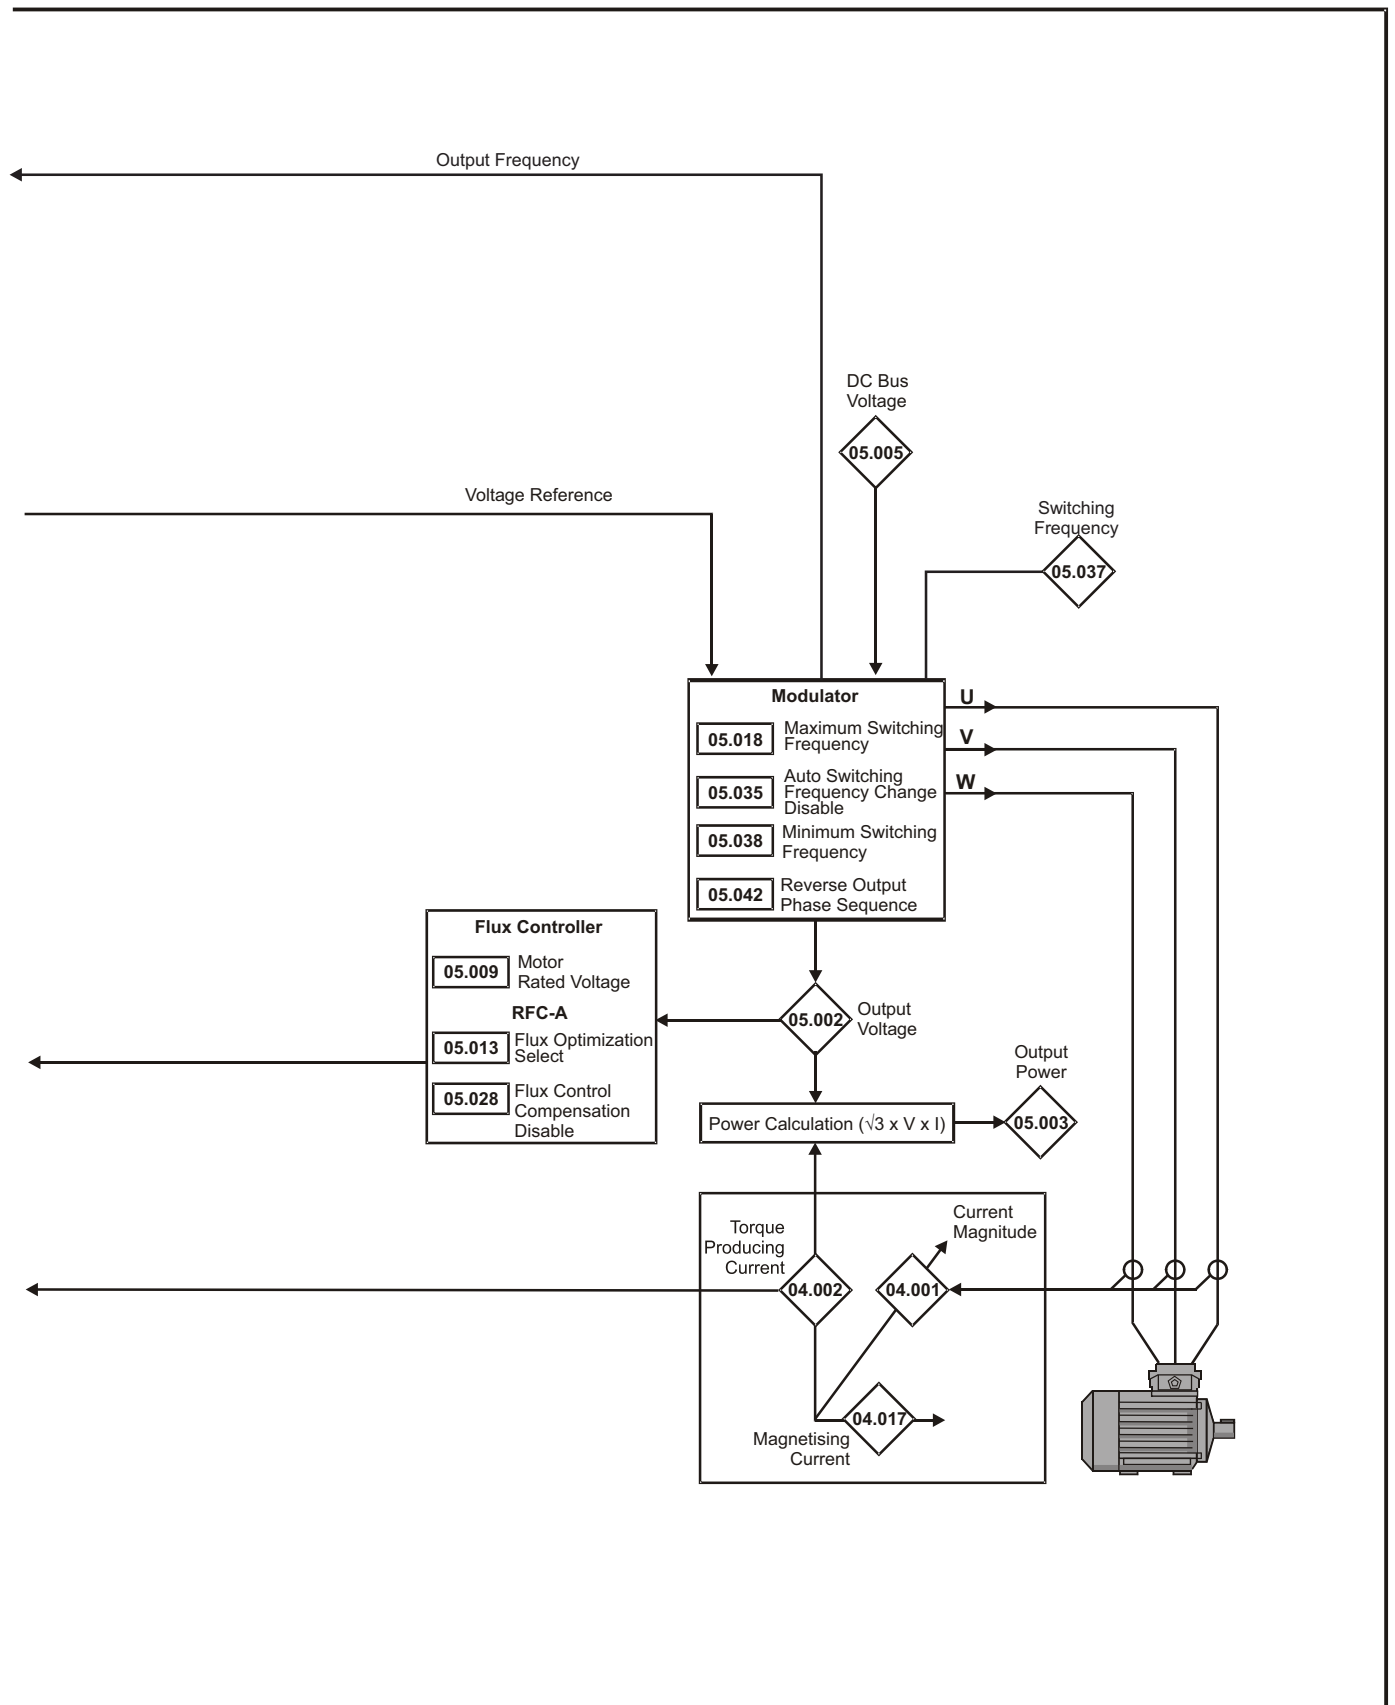 Output Frequency
DC Bus
Voltage
05.005
Voltage Reference
Switching
Frequency
05.037
Modulator
05.018
Maximum Switching
Frequency
05.035
Auto Switching
Frequency Change
Disable
05.038
Minimum Switching
Frequency
05.042
Reverse Output
Phase Sequence
U
V
W
Flux Controller
05.009
Motor
Rated Voltage
RFC-A
05.013
Flux Optimization
Select
05.028
Flux Control
Compensation
Disable
05.002
Output
Voltage
Output
Power
Power Calculation (√3 x V x I)
05.003
Torque
Producing
Current
04.002
Current
Magnitude
04.001
04.017
Magnetising
Current